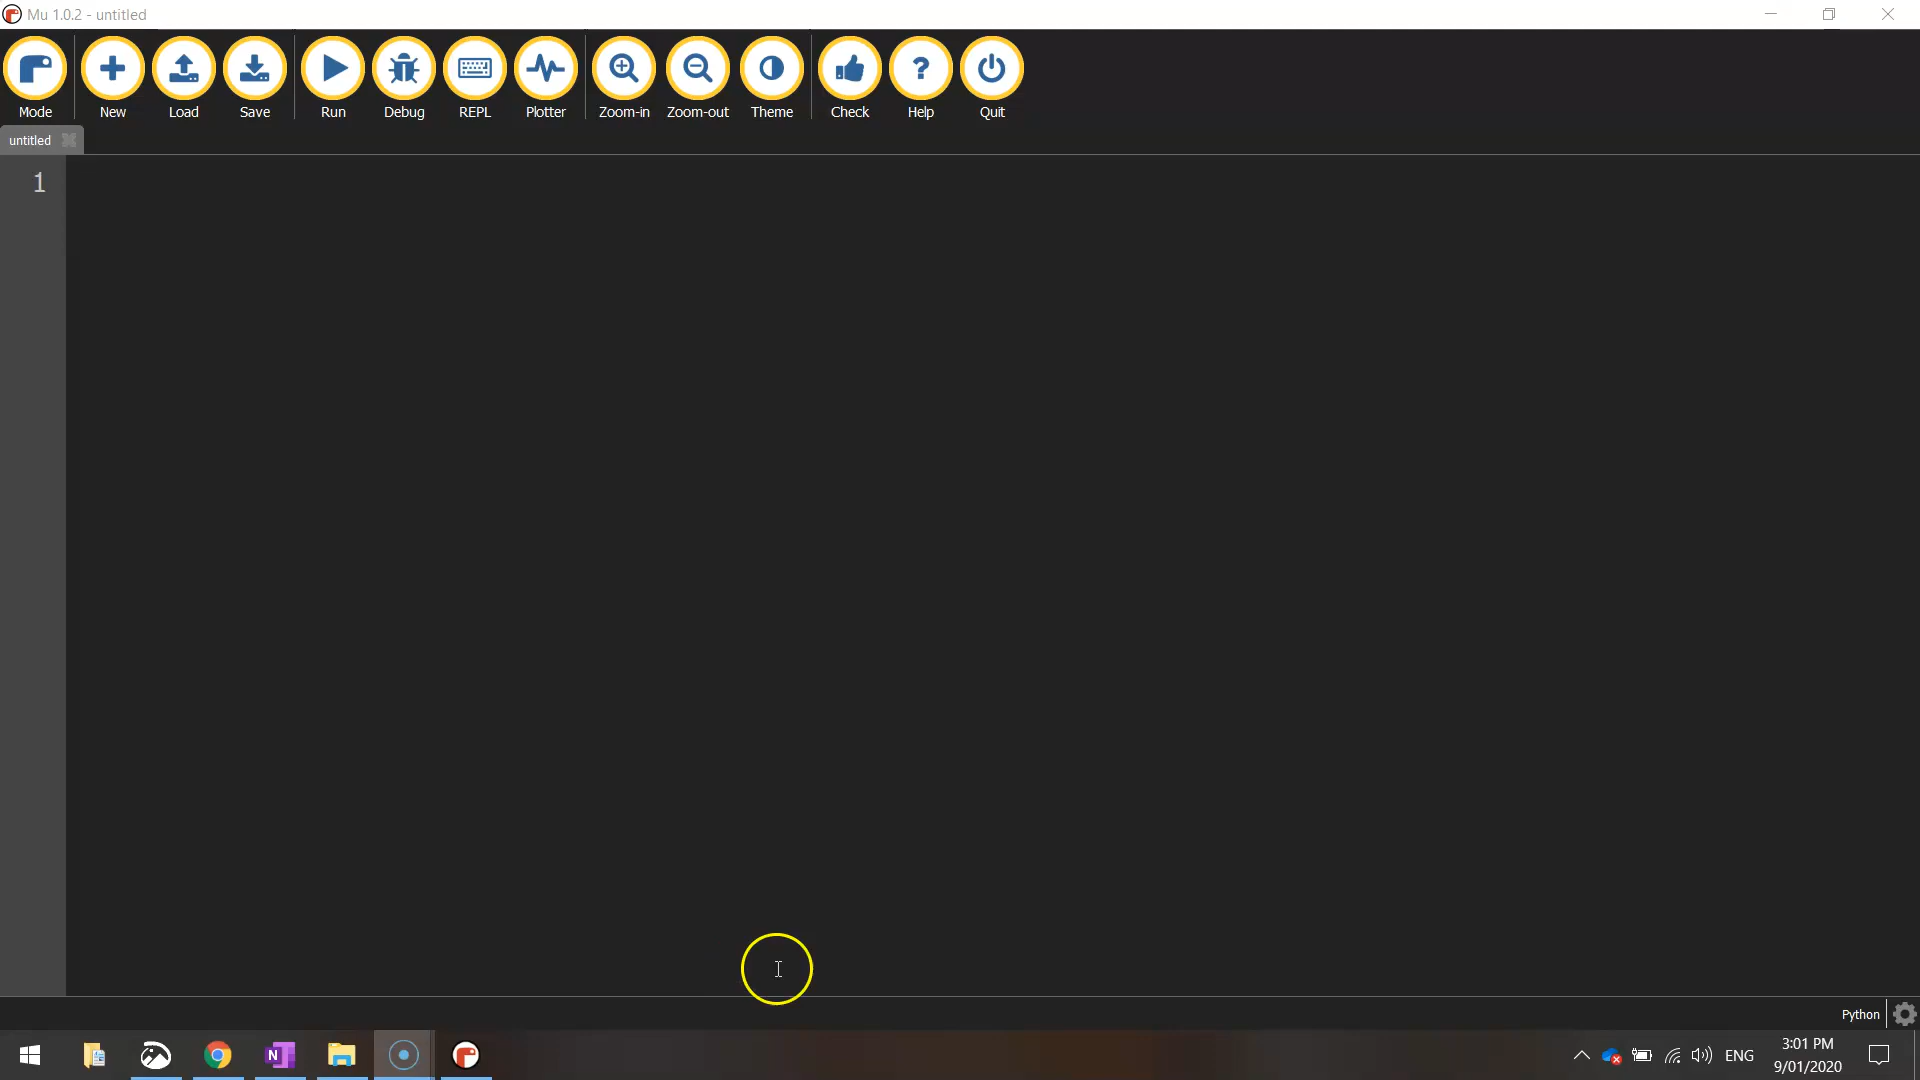 Mu 1.0.2 - untitled
Mode New Load Save Run Debug REPL Plotter Zoom-in Zoom-out Theme Check Help Quit
untitled
1
Python
ENG 3:01 PM
9/01/2020